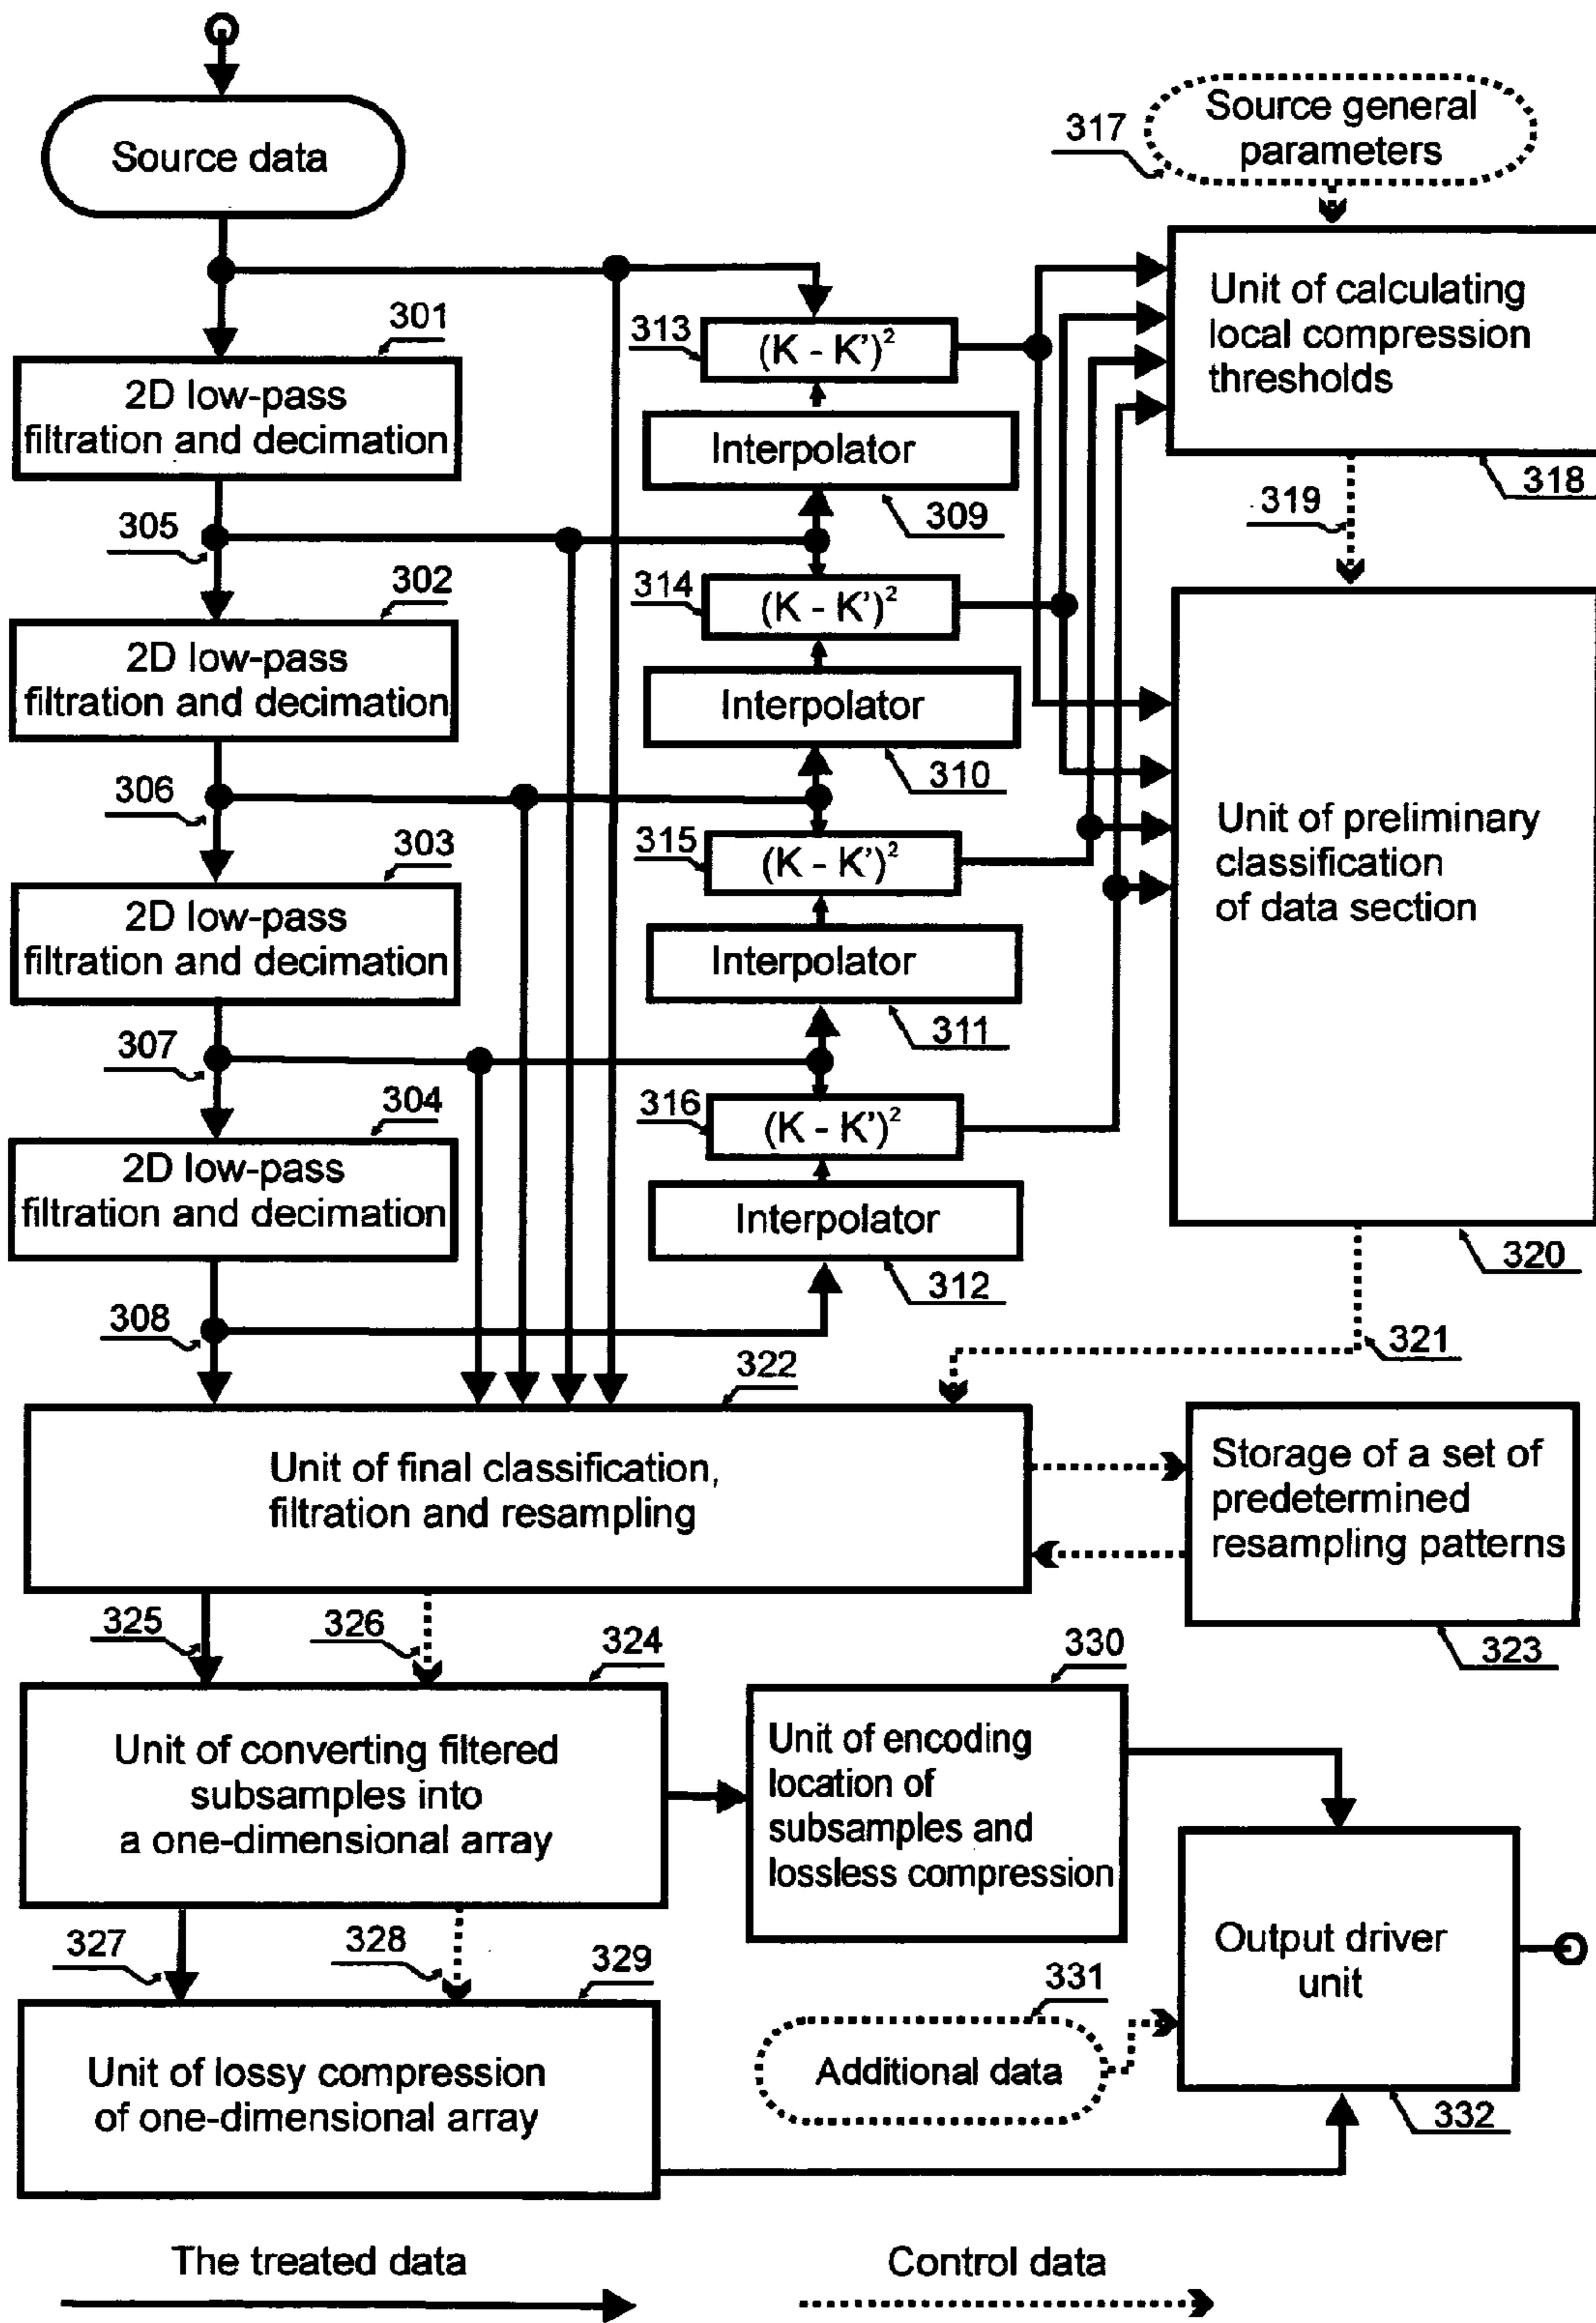 Source data
317
Source general
parameters
301
2D low-pass
filtration and decimation
305
302
2D low-pass
filtration and decimation
306
303
2D low-pass
filtration and decimation
307
304
2D low-pass
filtration and decimation
308
313
(K - K')²
Interpolator
309
314
(K - K')²
Interpolator
310
315
(K - K')²
Interpolator
311
316
(K - K')²
Interpolator
312
Unit of calculating
local compression
thresholds
318
319
Unit of preliminary
classification
of data section
320
321
322
Unit of final classification,
filtration and resampling
Storage of a set of
predetermined
resampling patterns
323
325
326
324
Unit of converting filtered
subsamples into
a one-dimensional array
330
Unit of encoding
location of
subsamples and
lossless compression
327
328
329
Unit of lossy compression
of one-dimensional array
331
Additional data
Output driver
unit
332
The treated data
Control data